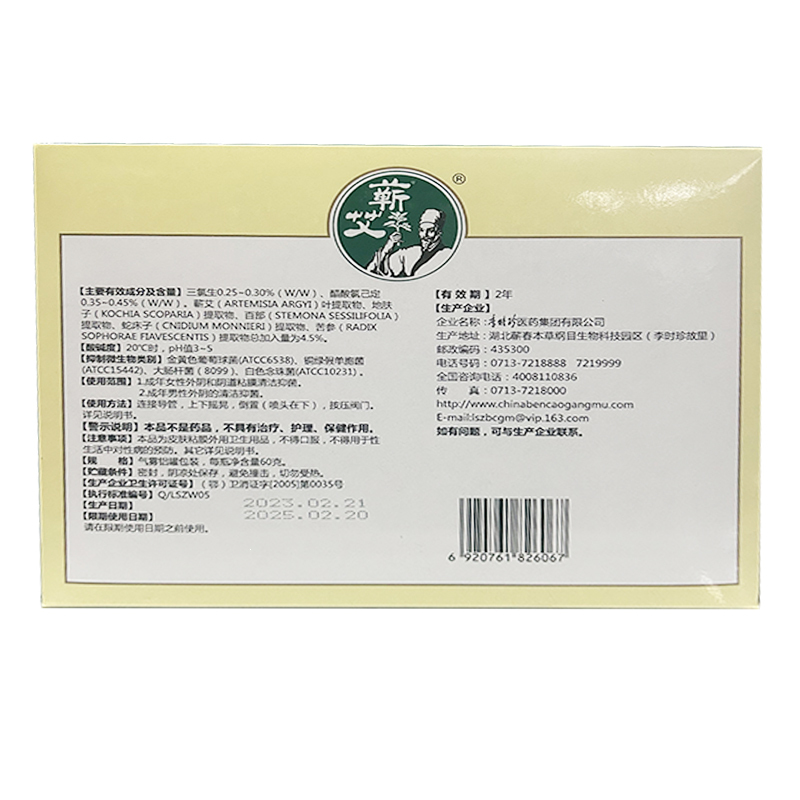 蕲艾
®
【主要有效成分及含量】三氯生0.25~0.30%（W/W）、醋酸氯己定
0.35~0.45%（W/W）。蕲艾（ARTEMISIA ARGYI）叶提取物、地肤
子（KOCHIA SCOPARIA）提取物、百部（STEMONA SESSILIFOLIA）
提取物、蛇床子（CNIDIUM MONNIERI）提取物、苦参（RADIX
SOPHORAE FIAVESCENTIS）提取物总加入量为4.5%。
【酸碱度】20℃时，pH值3~5
【抑制微生物类别】金黄色葡萄球菌(ATCC6538)、铜绿假单胞菌
(ATCC15442)、大肠杆菌（8099）、白色念珠菌(ATCC10231)。
【使用范围】1.成年女性外阴和阴道粘膜清洁抑菌。
2.成年男性外阴的清洁抑菌。
【使用方法】连接导管，上下摇晃，倒置（喷头在下），按压阀门。
详见说明书。
【警示说明】本品不是药品，不具有治疗、护理、保健作用。
【注意事项】本品为皮肤粘膜外用卫生用品，不得口服，不得用于性
生活中对性病的预防。其它详见说明书。
【规 格】气雾铝罐包装，每瓶净含量60克。
【贮藏条件】密封，阴凉处保存，避免撞击，切勿受热。
【生产企业卫生许可证号】（鄂）卫消证字[2005]第0035号
【执行标准编号】Q/LSZW05
【生产日期】 2023.02.21
【限期使用日期】 2025.02.20
请在限期使用日期之前使用。
【有 效 期】2年
【生产企业】
企业名称:李时珍医药集团有限公司
生产地址: 湖北蕲春本草纲目生物科技园区（李时珍故里）
邮政编码: 435300
电话号码: 0713-7218888 7219999
全国咨询电话: 4008110836
传 真: 0713-7218000
http://www.chinabencaogangmu.com
E-mail:lszbcgm@vip.163.com
如有问题，可与生产企业联系。
6 920761 826067